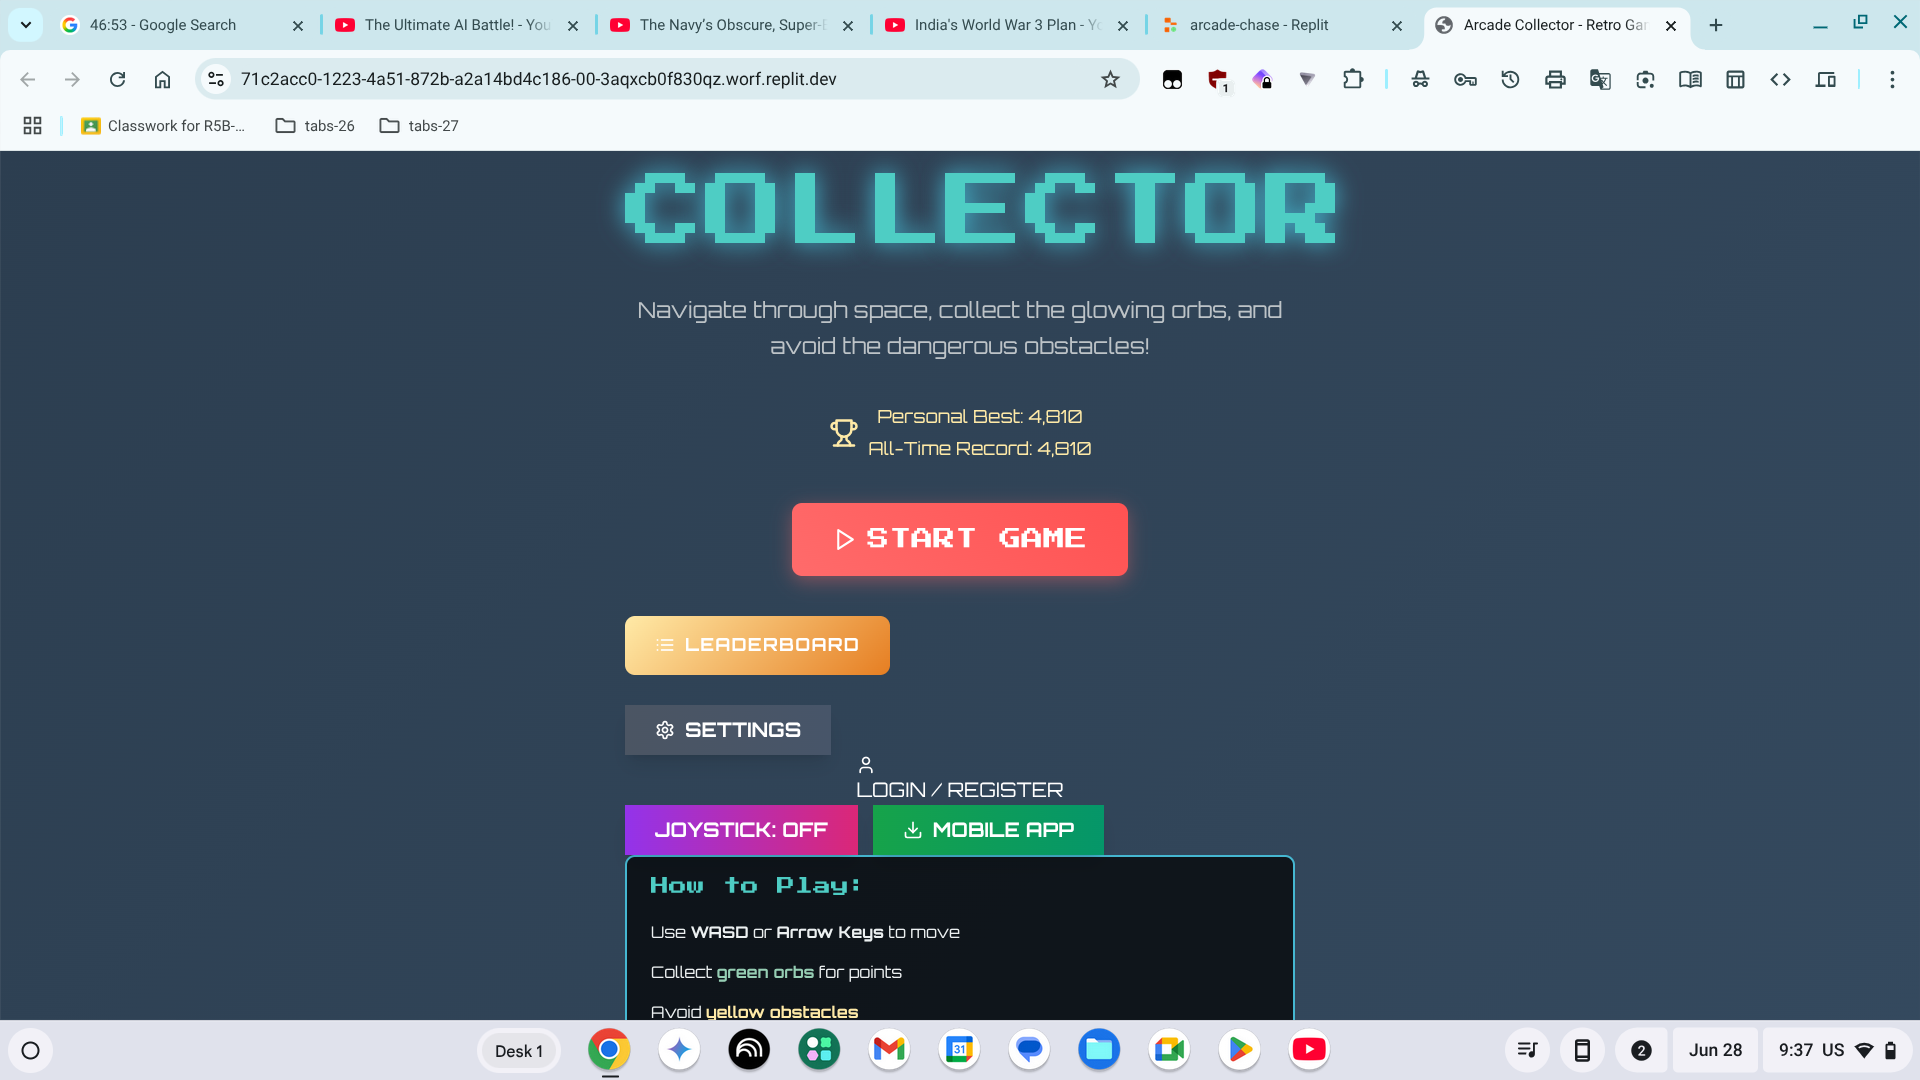 46:53 - Google Search
The Ultimate AI Battle! - You
The Navy's Obscure, Super-
India's World War 3 Plan - Y
arcade-chase - Replit
Arcade Collector - Retro Ga
71c2acc0-1223-4a51-872b-a2a14bd4c186-00-3aqxcb0f830qz.worf.replit.dev
1
Classwork for R5B-...
tabs-26
tabs-27
COLLECTOR
Navigate through space, collect the glowing orbs, and
avoid the dangerous obstacles!
Personal Best: 4,810
All-Time Record: 4,810
START GAME
LEADERBOARD
SETTINGS
LOGIN / REGISTER
JOYSTICK: OFF
MOBILE APP
How to Play:
Use WASD or Arrow Keys to move
Collect green orbs for points
Avoid yellow obstacles
Desk 1
31
2
Jun 28
9:37 US